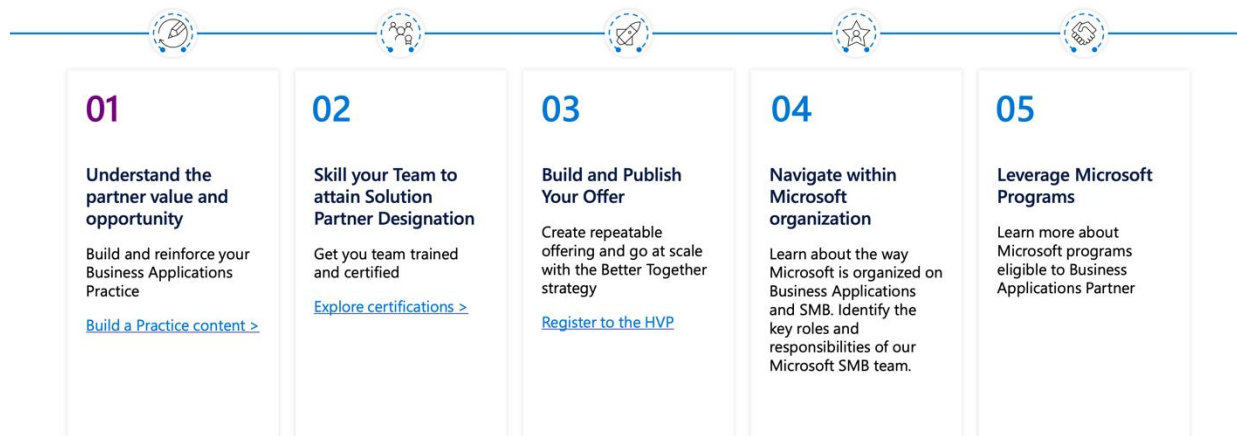 01
Understand the
partner value and
opportunity
Build and reinforce your
Business Applications
Practice
Build a Practice content >
02
Skill your Team to
attain Solution
Partner Designation
Get you team trained
and certified
Explore certifications >
03
Build and Publish
Your Offer
Create repeatable
offering and go at scale
with the Better Together
strategy
Register to the HVP
04
Navigate within
Microsoft
organization
Learn about the way
Microsoft is organized on
Business Applications
and SMB. Identify the
key roles and
responsibilities of our
Microsoft SMB team.
05
Leverage Microsoft
Programs
Learn more about
Microsoft programs
eligible to Business
Applications Partner